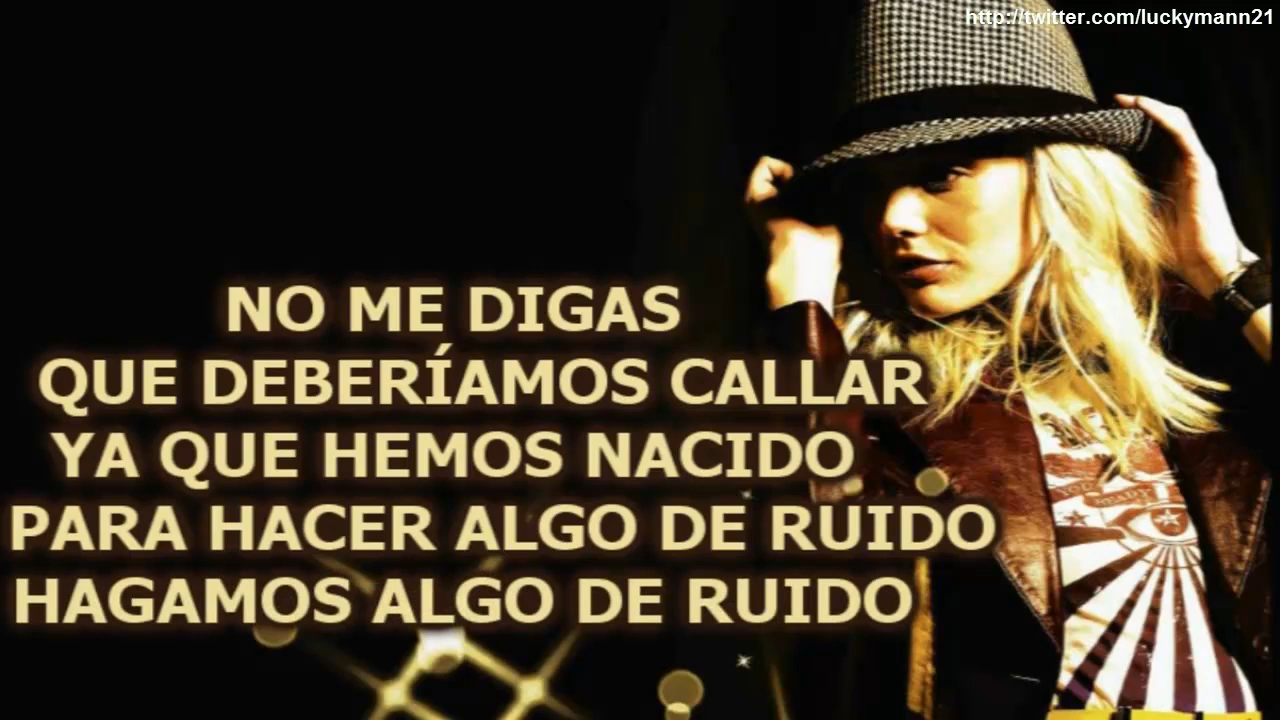 http://twitter.com/luckymann21
NO ME DIGAS
QUE DEBERÍAMOS CALLAR
YA QUE HEMOS NACIDO
PARA HACER ALGO DE RUIDO
HAGAMOS ALGO DE RUIDO
READY